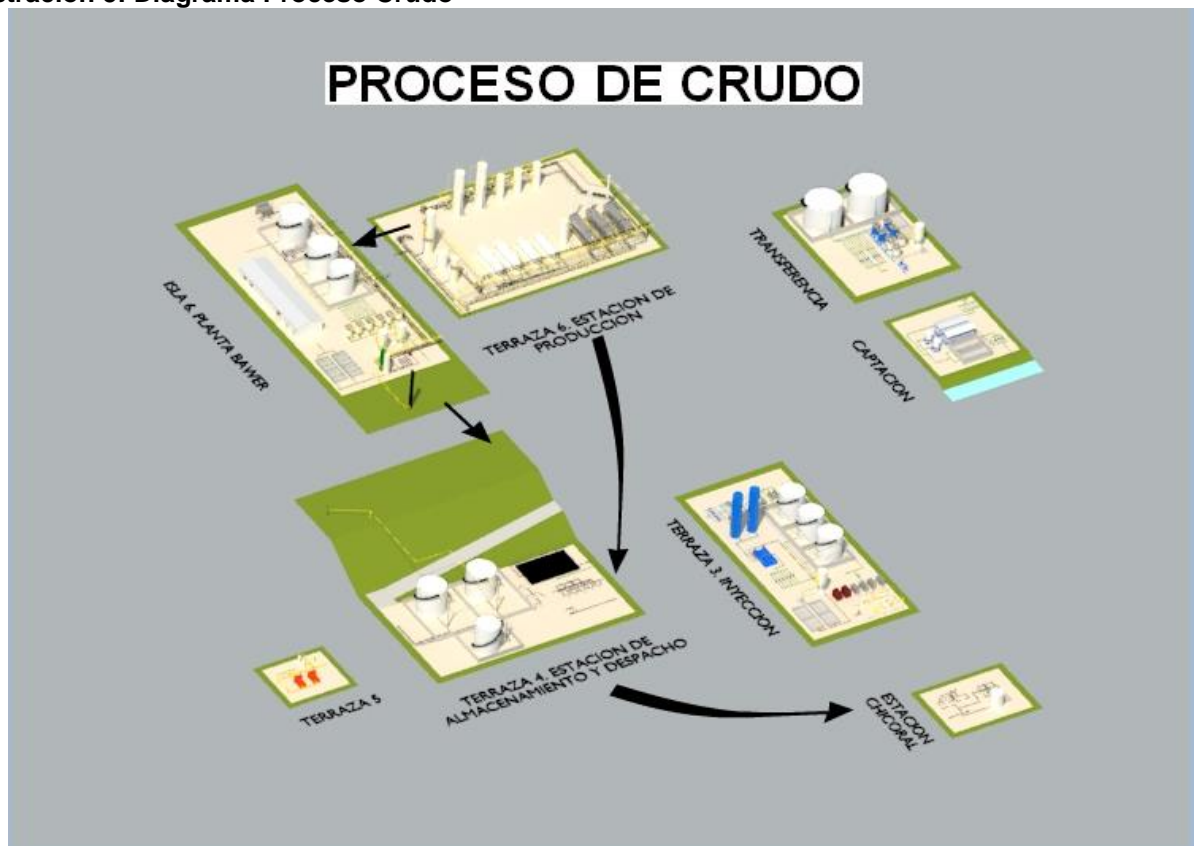 PROCESO DE CRUDO
TRANSFERENCIA
ISLA 6. PLANTA BAWER
TERRAZA 6. ESTACION DE
PRODUCCION
CAPTACION
TERRAZA 3. INYECCION
TERRAZA 4. ESTACION DE
ALMACENAMIENTO Y DESPACHO
TERRAZA 5
ESTACION
CHICORAL